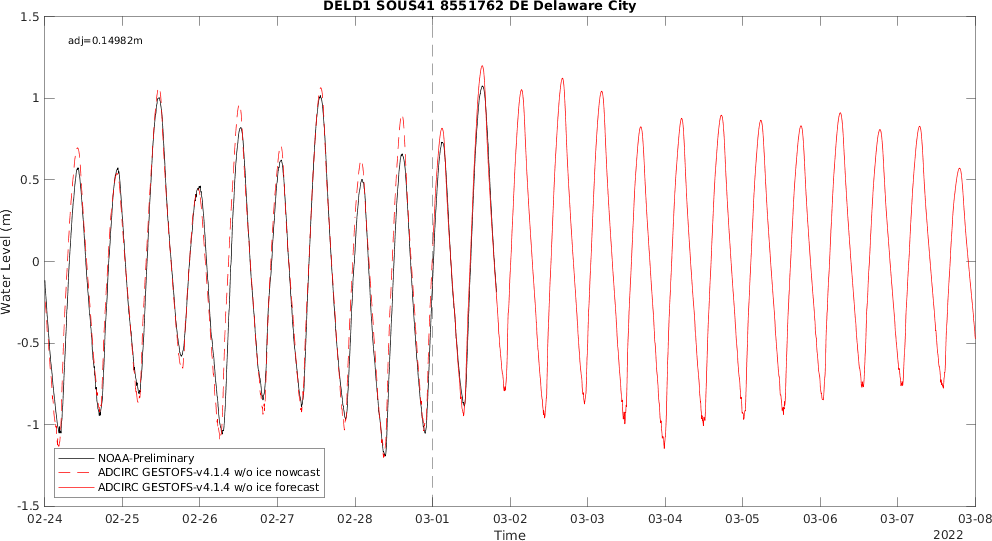 DELD1 SOUS41 8551762 DE Delaware City
adj=0.14982m
1.5
1
0.5
0
-0.5
-1
-1.5
Water Level (m)
NOAA-Preliminary
ADCIRC GESTOFS-v4.1.4 w/o ice nowcast
ADCIRC GESTOFS-v4.1.4 w/o ice forecast
02-24 02-25 02-26 02-27 02-28 03-01 03-02 03-03 03-04 03-05 03-06 03-07 03-08
Time
2022